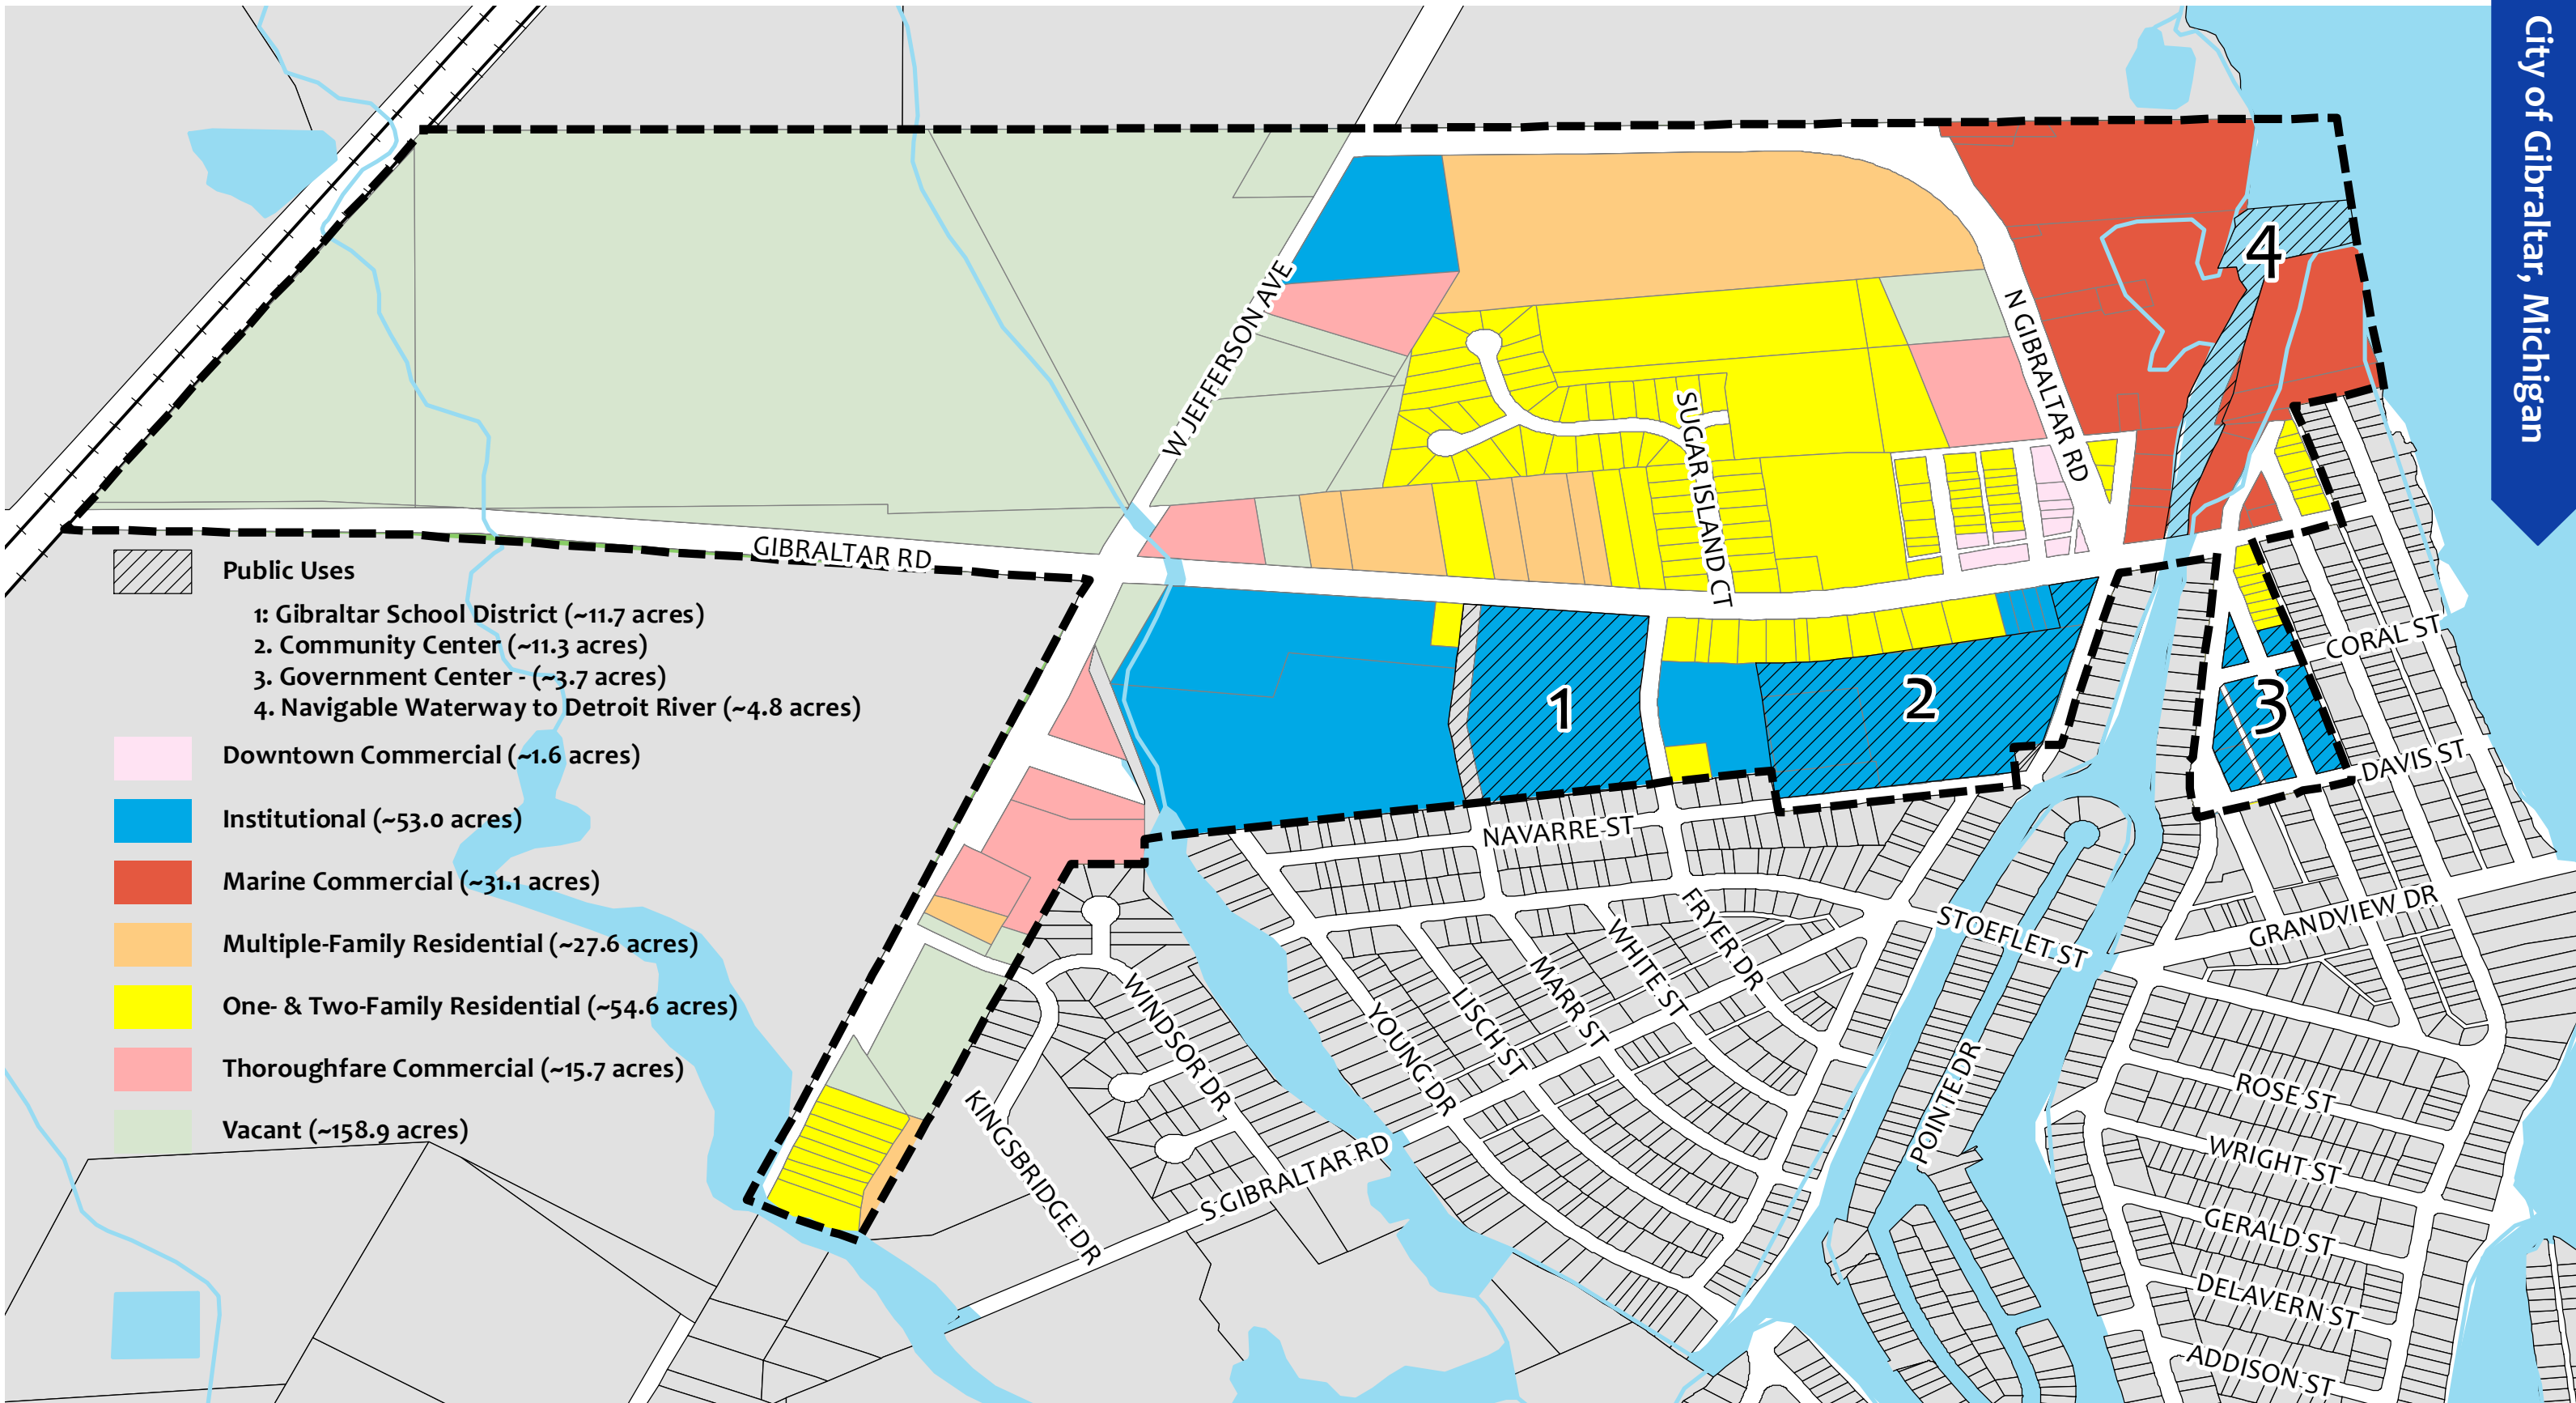 City of Gibraltar, Michigan
4
N GIBRALTAR RD
W JEFFERSON AVE
SUGAR ISLAND CT
GIBRALTAR RD
Public Uses
1: Gibraltar School District (~11.7 acres)
2. Community Center (~11.3 acres)
3. Government Center - (~3.7 acres)
4. Navigable Waterway to Detroit River (~4.8 acres)
Downtown Commercial (~1.6 acres)
Institutional (~53.0 acres)
Marine Commercial (~31.1 acres)
Multiple-Family Residential (~27.6 acres)
One- & Two-Family Residential (~54.6 acres)
Thoroughfare Commercial (~15.7 acres)
Vacant (~158.9 acres)
1
2
3
CORAL ST
DAVIS ST
NAVARRE ST
FRYER DR
WHITE ST
MARR ST
LISCH ST
YOUNG DR
WINDSOR DR
KINGSBRIDGE DR
S GIBRALTAR RD
STOEFLET ST
GRANDVIEW DR
POINTE DR
ROSE ST
WRIGHT ST
GERALD ST
DELAVERN ST
ADDISON ST